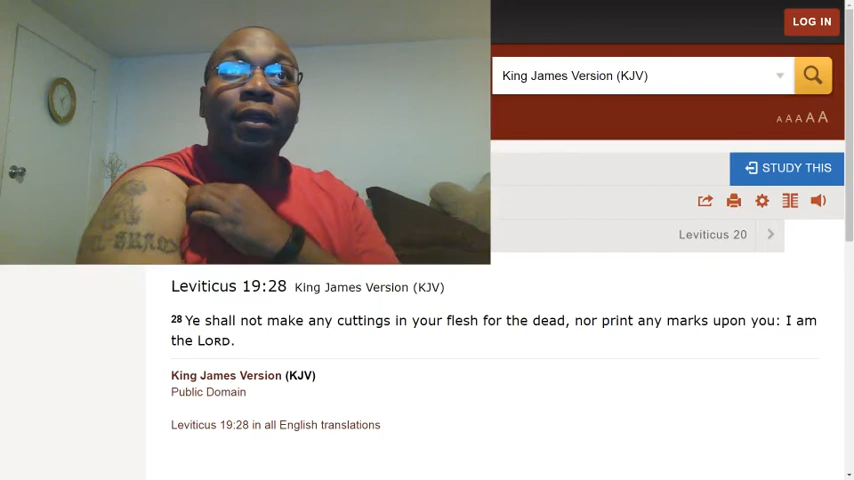 LOG IN
King James Version (KJV)
A A A A A
STUDY THIS
Leviticus 20
Leviticus 19:28 King James Version (KJV)
28 Ye shall not make any cuttings in your flesh for the dead, nor print any marks upon you: I am
the LORD.
King James Version (KJV)
Public Domain
Leviticus 19:28 in all English translations